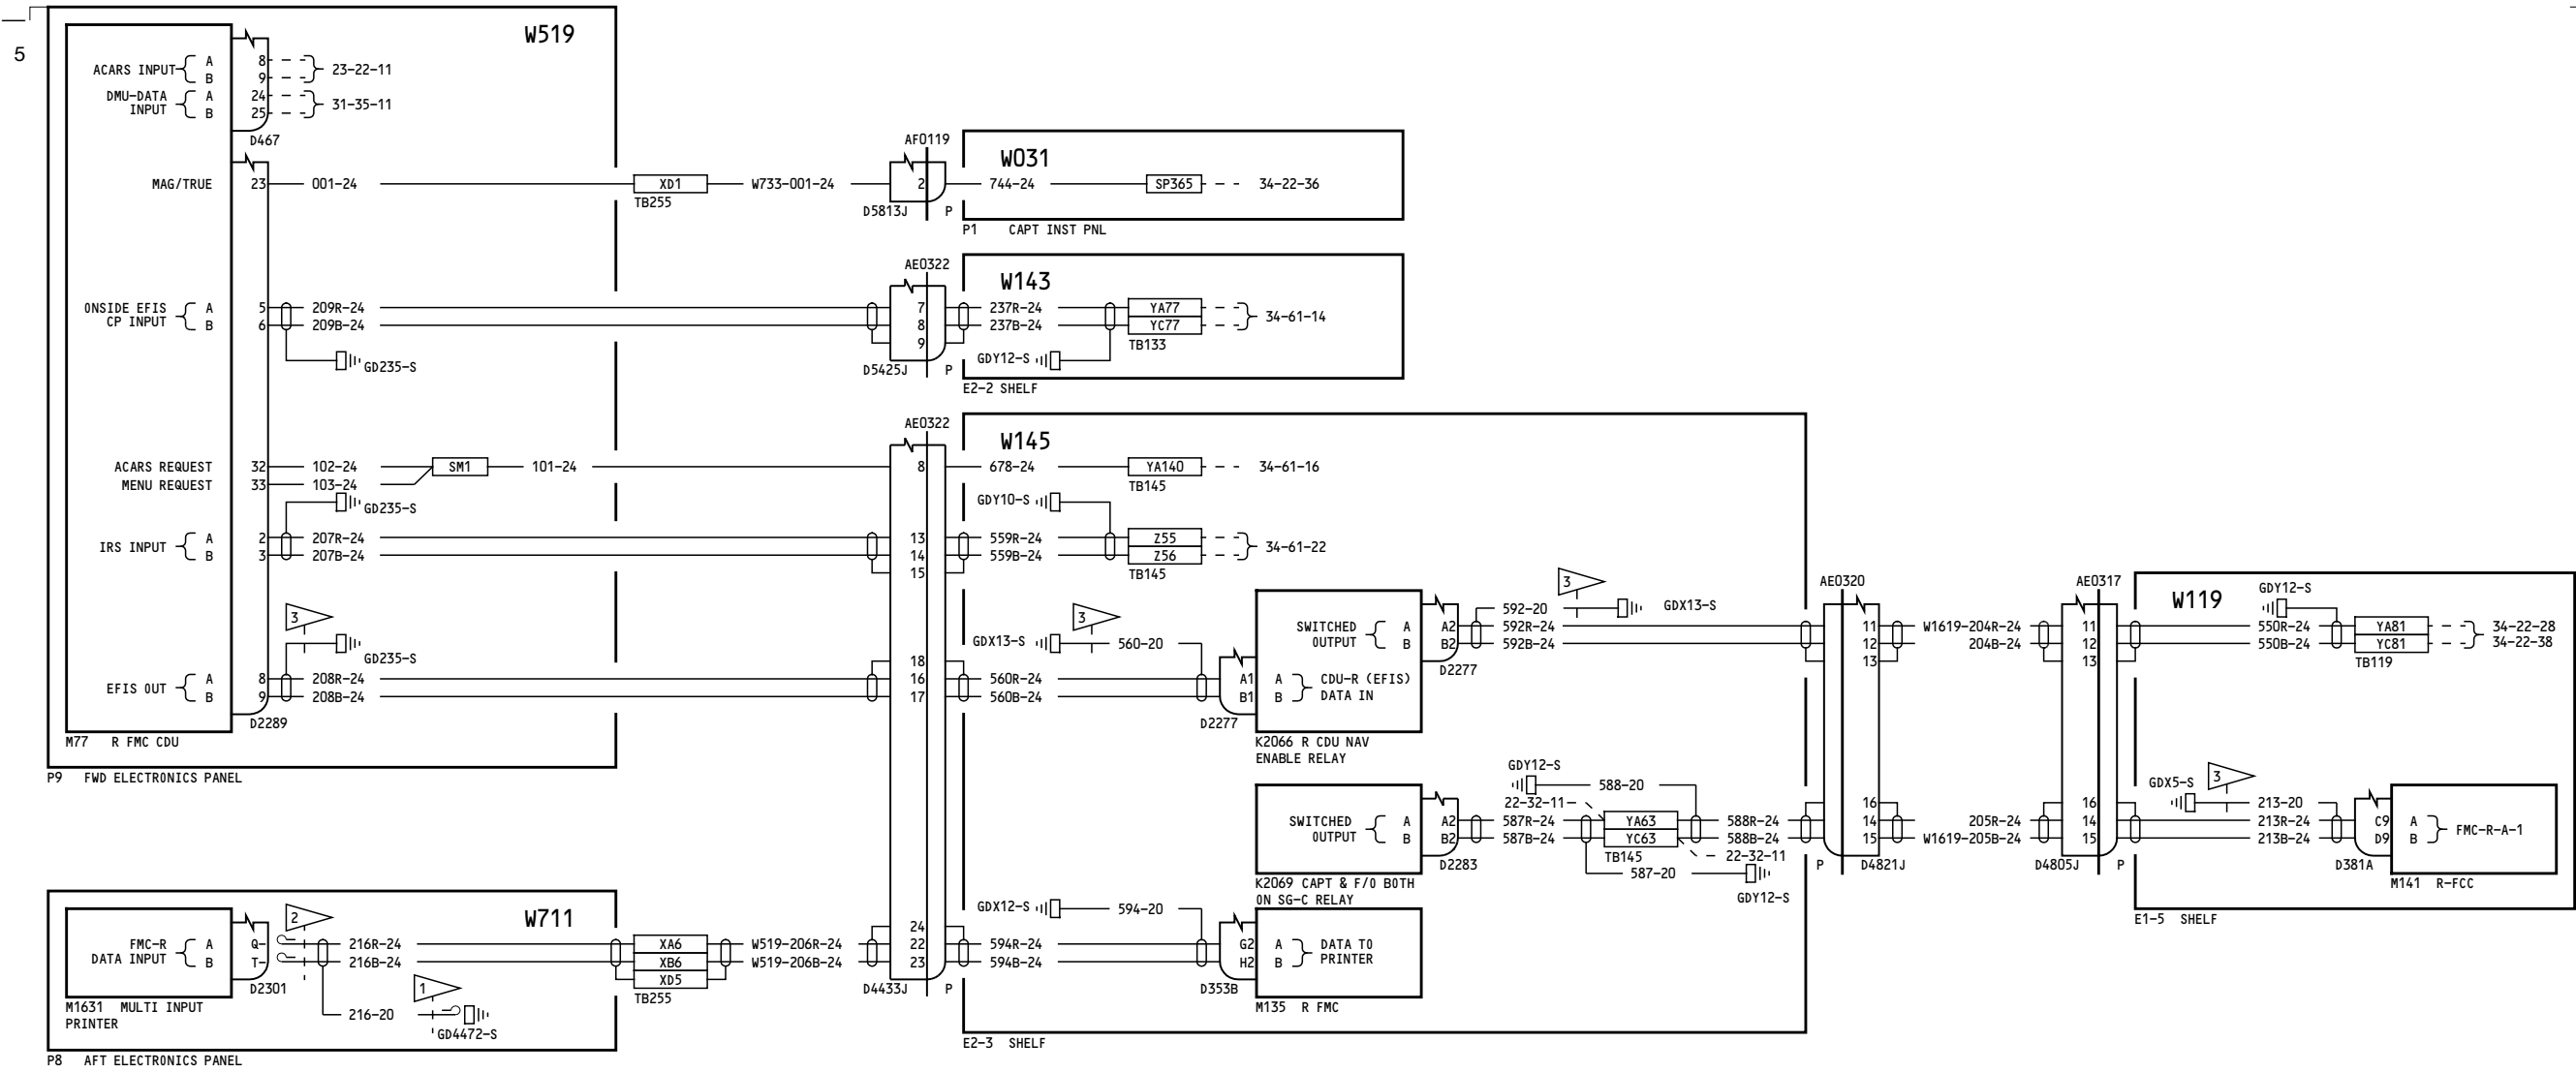 5
W519
ACARS INPUT A 8 23-22-11
B 9
DMU-DATA INPUT A 24 31-35-11
B 25
D467
MAG/TRUE 23 001-24 XD1 W733-001-24 2 744-24 SP365 34-22-36
TB255
AF0119
W031
D5813J P
P1 CAPT INST PNL
AE0322
W143
ONSIDE EFIS CP INPUT A 5 209R-24 7 237R-24 YA77 34-61-14
B 6 209B-24 8 237B-24 YC77
9
TB133
GD235-S
GDY12-S
D5425J P
E2-2 SHELF
AE0322
W145
ACARS REQUEST 32 102-24 SM1 101-24 8 678-24 YA140 34-61-16
MENU REQUEST 33 103-24
TB145
GD235-S
GDY10-S
IRS INPUT A 2 207R-24 13 559R-24 Z55 34-61-22
B 3 207B-24 14 559B-24 Z56
15
TB145
3
GD235-S
EFIS OUT A 8 208R-24 16 560R-24 A1 A CDU-R (EFIS)
B 9 208B-24 17 560B-24 B1 B DATA IN
18
D2289
M77 R FMC CDU
P9 FWD ELECTRONICS PANEL
GDX13-S
3
560-20
D2277
SWITCHED OUTPUT A A2 592R-24
B B2 592B-24
D2277
592-20
3
GDX13-S
K2066 R CDU NAV
ENABLE RELAY
AE0320
11 W1619-204R-24 11
12 204B-24 12
13 13
AE0317
W119
GDY12-S
550R-24 YA81 34-22-28
550B-24 YC81 34-22-38
TB119
GDY12-S
588-20
22-32-11
SWITCHED OUTPUT A A2 587R-24 YA63 588R-24
B B2 587B-24 YC63 588B-24
D2283
TB145
22-32-11
587-20
GDY12-S
K2069 CAPT & F/O BOTH
ON SG-C RELAY
16 16
14 205R-24 14
15 W1619-205B-24 15
P D4821J
D4805J P
GDX5-S
3
213-20
213R-24 C9 A FMC-R-A-1
213B-24 D9 B
D381A
M141 R-FCC
E1-5 SHELF
W711
2
FMC-R DATA INPUT A Q- 216R-24 XA6 W519-206R-24 22 594R-24 G2 A DATA TO
B T- 216B-24 XB6 W519-206B-24 23 594B-24 H2 B PRINTER
XD5
24
TB255
D2301
1
216-20
GD4472-S
M1631 MULTI INPUT
PRINTER
P8 AFT ELECTRONICS PANEL
D4433J P
GDX12-S
594-20
D353B
M135 R FMC
E2-3 SHELF